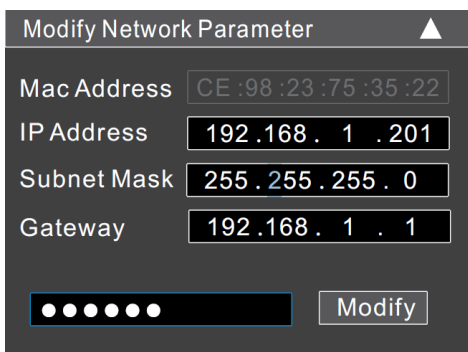 Modify Network Parameter ▲
Mac Address CE :98 :23 :75 :35 :22
IP Address 192 .168 . 1 .201
Subnet Mask 255 . 255 . 255 . 0
Gateway 192 .168 . 1 . 1
●●●●●● Modify